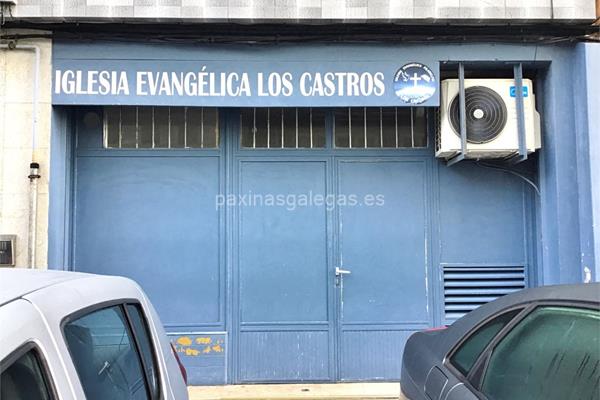 IGLESIA EVANGÉLICA LOS CASTROS
paxinasgalegas.es